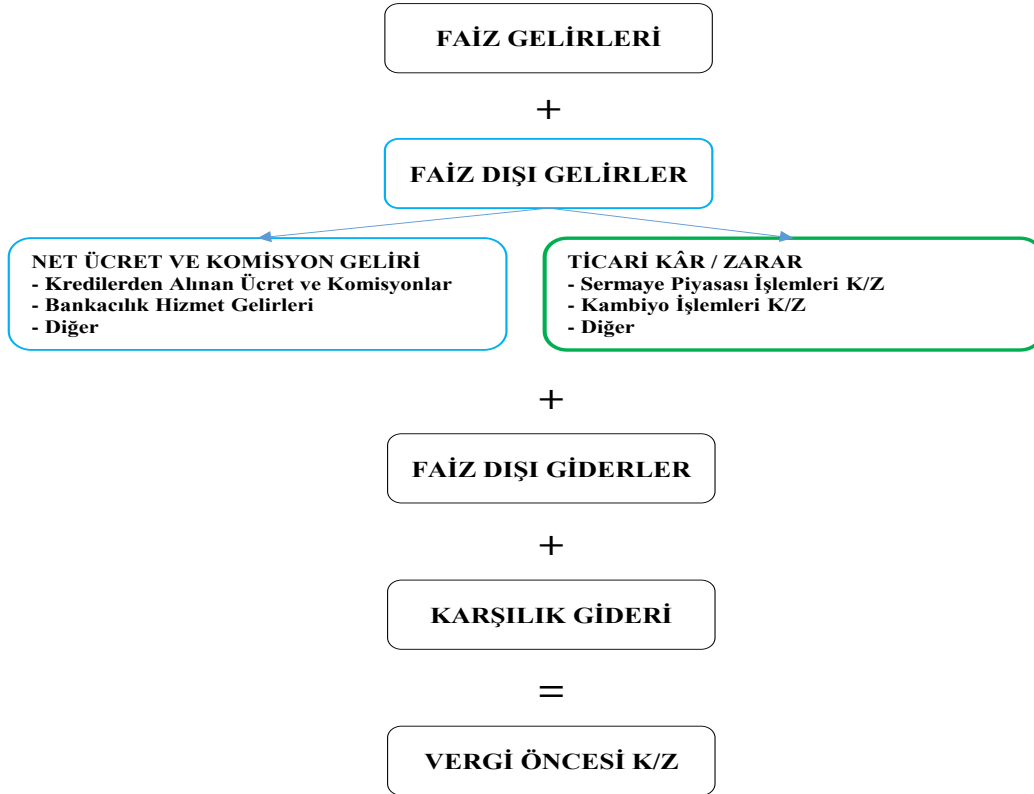 FAİZ GELİRLERİ
+
FAİZ DIŞI GELİRLER
NET ÜCRET VE KOMİSYON GELİRİ
- Kredilerden Alınan Ücret ve Komisyonlar
- Bankacılık Hizmet Gelirleri
- Diğer
TİCARİ KÂR / ZARAR
- Sermaye Piyasası İşlemleri K/Z
- Kambiyo İşlemleri K/Z
- Diğer
+
FAİZ DIŞI GİDERLER
+
KARŞILIK GİDERİ
=
VERGİ ÖNCESİ K/Z